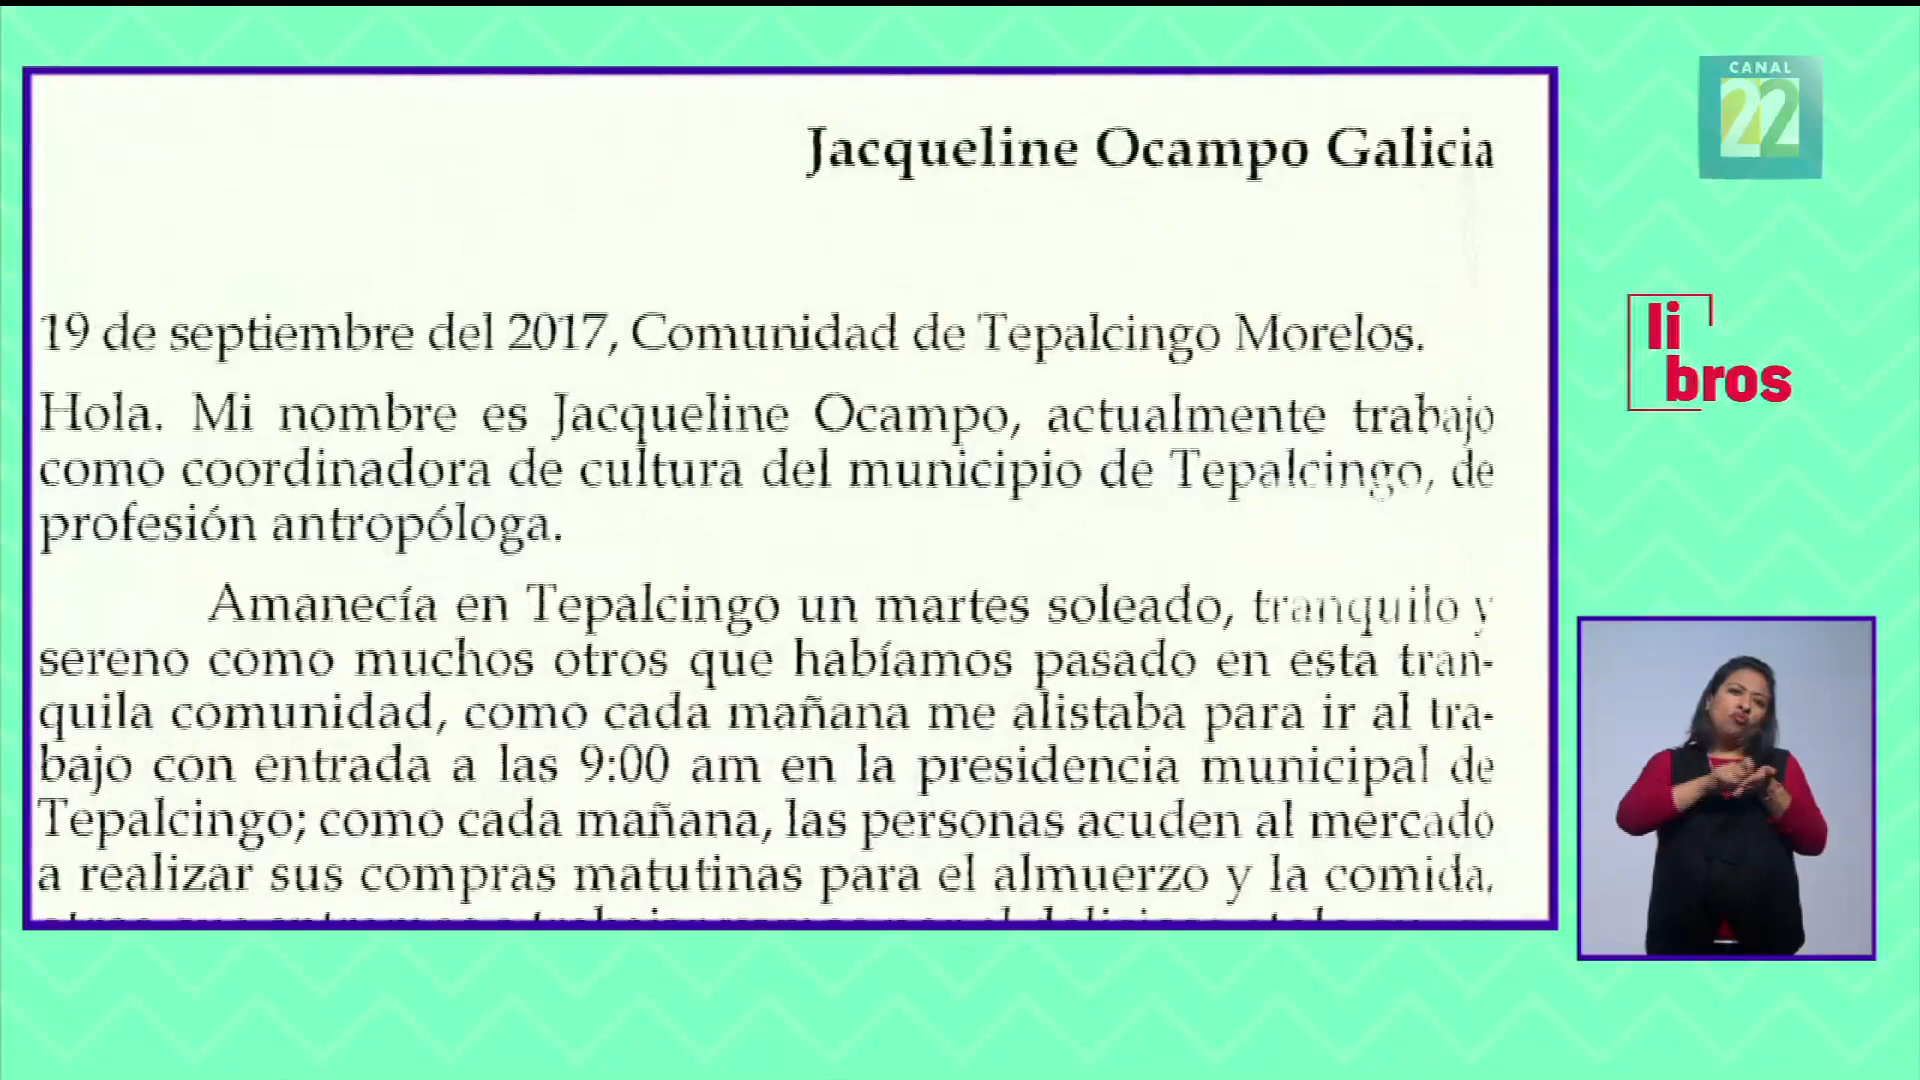 CANAL
22
Jacqueline Ocampo Galicia
19 de septiembre del 2017, Comunidad de Tepalcingo Morelos.
Hola. Mi nombre es Jacqueline Ocampo, actualmente trabajo
como coordinadora de cultura del municipio de Tepalcingo, de
profesión antropóloga.
Amanecía en Tepalcingo un martes soleado, tranquilo y
sereno como muchos otros que habíamos pasado en esta tran-
quila comunidad, como cada mañana me alistaba para ir al tra-
bajo con entrada a las 9:00 am en la presidencia municipal de
Tepalcingo; como cada mañana, las personas acuden al mercado
a realizar sus compras matutinas para el almuerzo y la comida,
li
bros